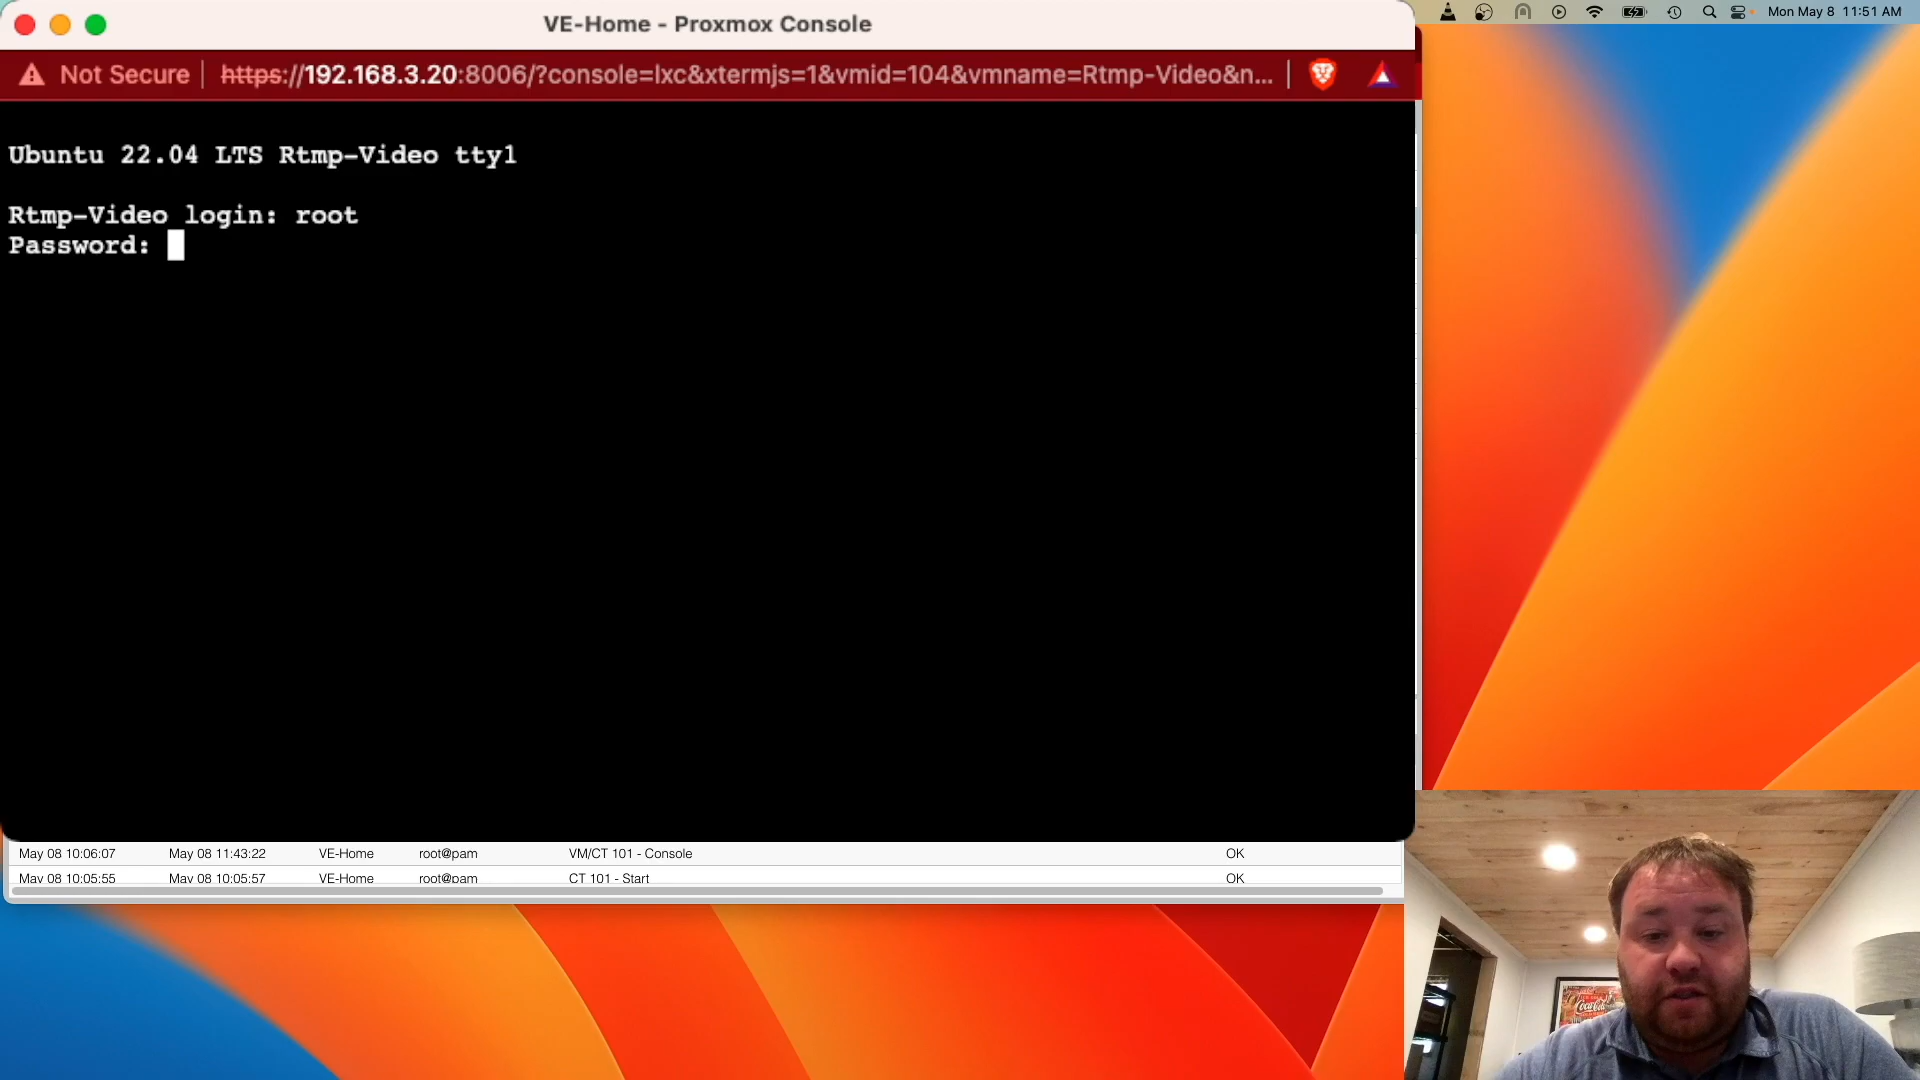 VE-Home - Proxmox Console
Mon May 8 11:51 AM
Not Secure https://192.168.3.20:8006/?console=lxc&xtermjs=1&vmid=104&vmname=Rtmp-Video&n...
Ubuntu 22.04 LTS Rtmp-Video tty1
Rtmp-Video login: root
Password:
May 08 10:06:07 May 08 11:43:22 VE-Home root@pam VM/CT 101 - Console OK
May 08 10:05:55 May 08 10:05:57 VE-Home root@pam CT 101 - Start OK
Coca-Cola